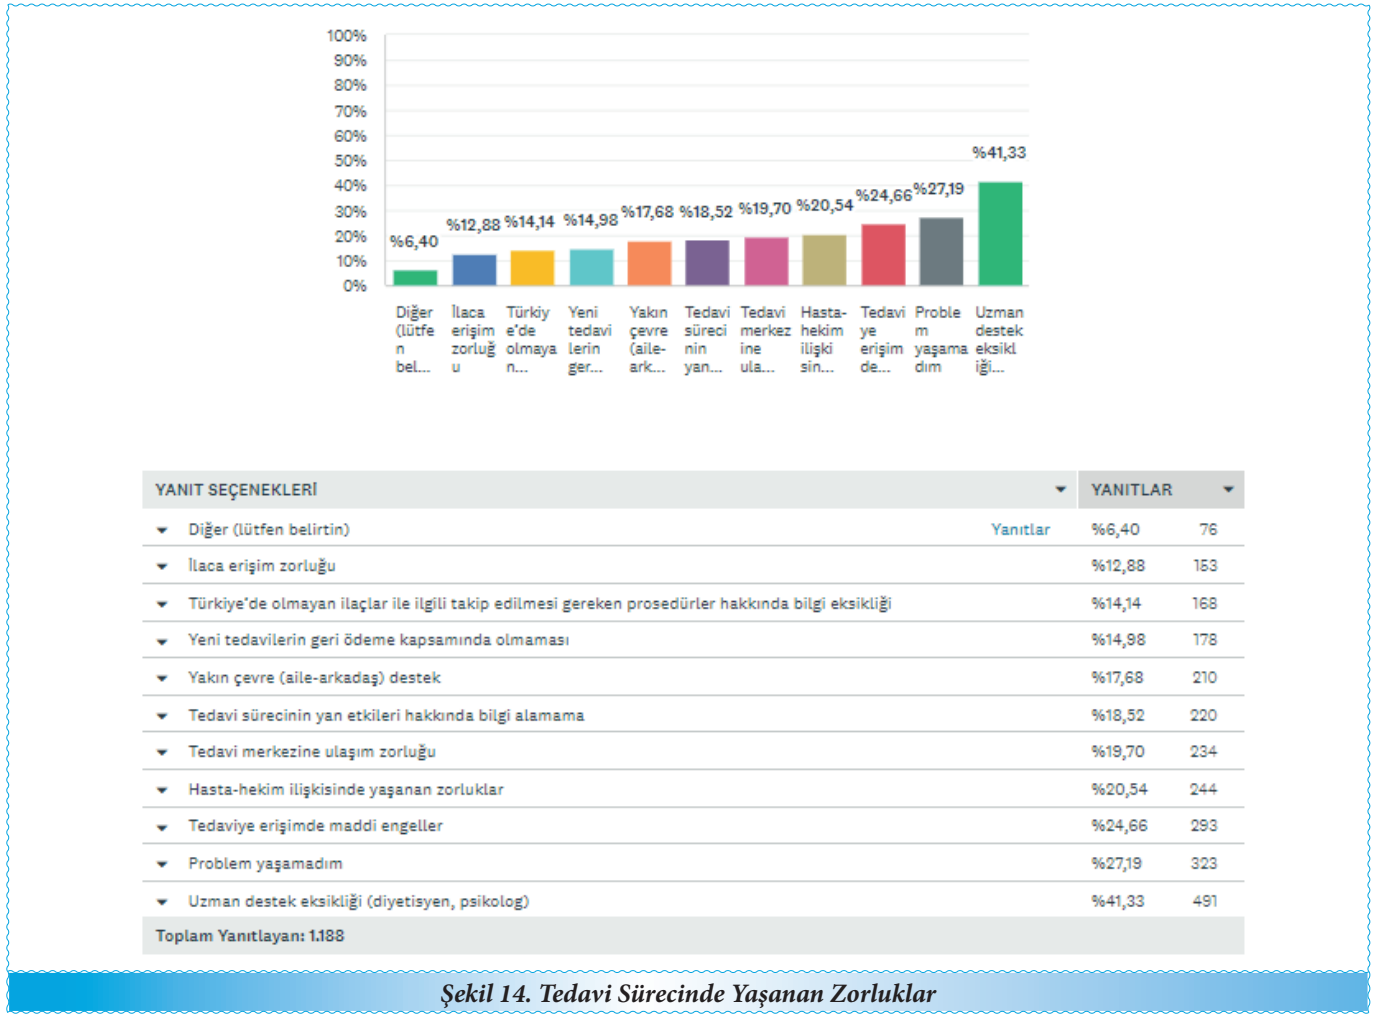 100%
90%
80%
70%
60%
50%
40%
30%
20%
10%
0%
%6,40
%12,88
%14,14
%14,98
%17,68
%18,52
%19,70
%20,54
%24,66
%27,19
%41,33
Diğer
(lütfe
n
bel...
İlaca
erişim
zorluğ
u
Türkiy
e'de
olmaya
n...
Yeni
tedavi
lerin
ger...
Yakın
çevre
(aile-
ark...
Tedavi
süreci
nin
yan...
Tedavi
merkez
ine
ula...
Hasta-
hekim
ilişki
sin...
Tedavi
ye
erişim
de...
Proble
m
yaşama
dım
Uzman
destek
eksikl
iği...
YANIT SEÇENEKLERİ YANITLAR
Diğer (lütfen belirtin) Yanıtlar %6,40 76
İlaca erişim zorluğu %12,88 153
Türkiye'de olmayan ilaçlar ile ilgili takip edilmesi gereken prosedürler hakkında bilgi eksikliği %14,14 168
Yeni tedavilerin geri ödeme kapsamında olmaması %14,98 178
Yakın çevre (aile-arkadaş) destek %17,68 210
Tedavi sürecinin yan etkileri hakkında bilgi alamama %18,52 220
Tedavi merkezine ulaşım zorluğu %19,70 234
Hasta-hekim ilişkisinde yaşanan zorluklar %20,54 244
Tedaviye erişimde maddi engeller %24,66 293
Problem yaşamadım %27,19 323
Uzman destek eksikliği (diyetisyen, psikolog) %41,33 491
Toplam Yanıtlayan: 1.188
Şekil 14. Tedavi Sürecinde Yaşanan Zorluklar